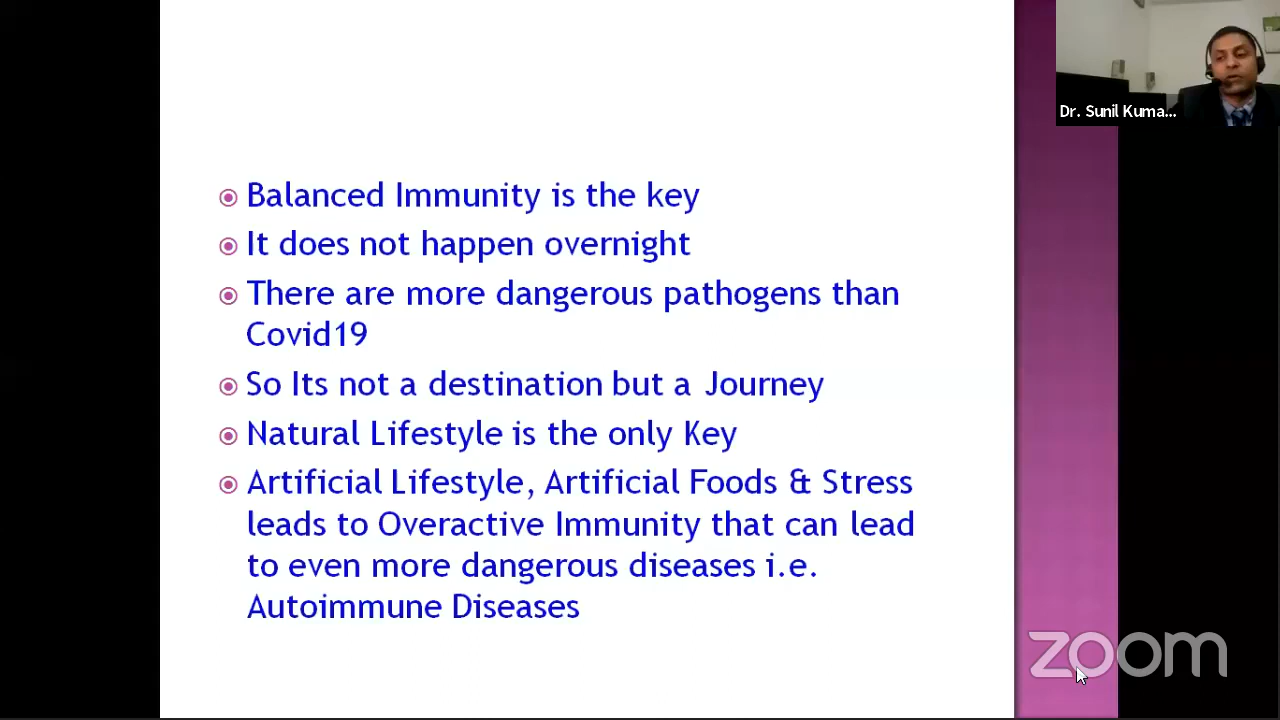 Dr. Sunil Kuma...
Balanced Immunity is the key
It does not happen overnight
There are more dangerous pathogens than
Covid19
So Its not a destination but a Journey
Natural Lifestyle is the only Key
Artificial Lifestyle, Artificial Foods & Stress
leads to Overactive Immunity that can lead
to even more dangerous diseases i.e.
Autoimmune Diseases
zoom